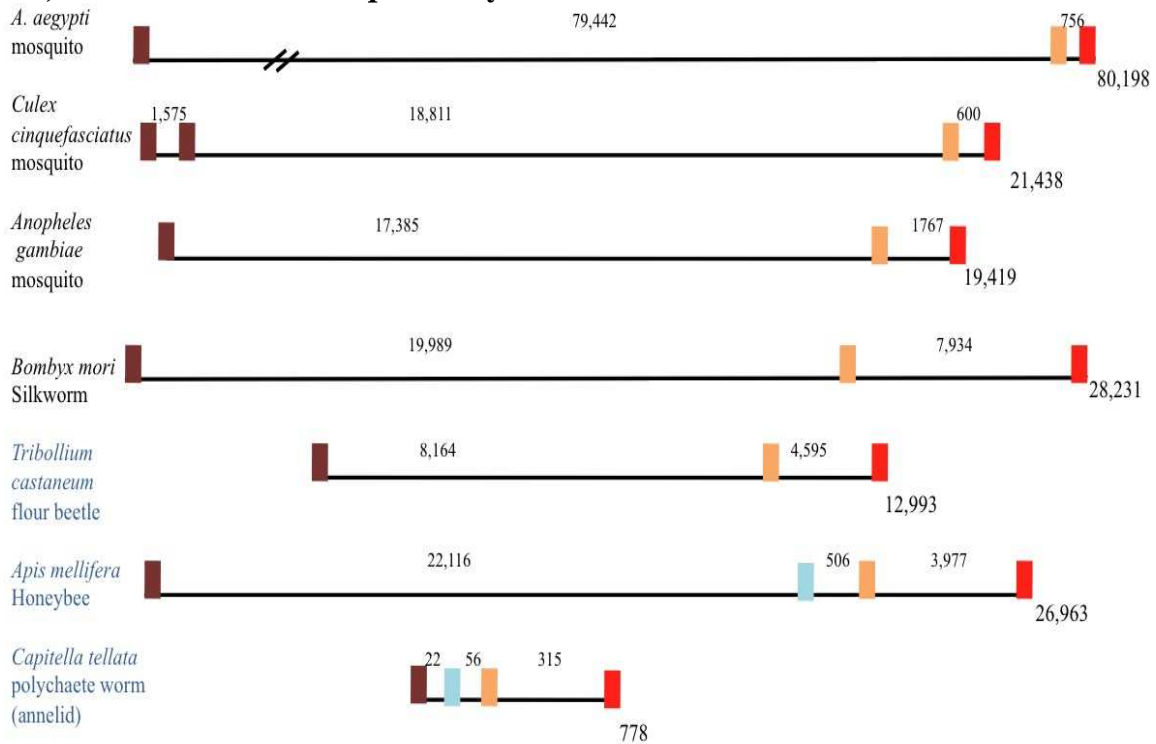 A. aegypti
mosquito
79,442
756
80,198
Culex
cinquefasciatus
mosquito
1,575
18,811
600
21,438
Anopheles
gambiae
mosquito
17,385
1767
19,419
Bombyx mori
Silkworm
19,989
7,934
28,231
Tribollium
castaneum
flour beetle
8,164
4,595
12,993
Apis mellifera
Honeybee
22,116
506
3,977
26,963
Capitella tellata
polychaete worm
(annelid)
22
56
315
778